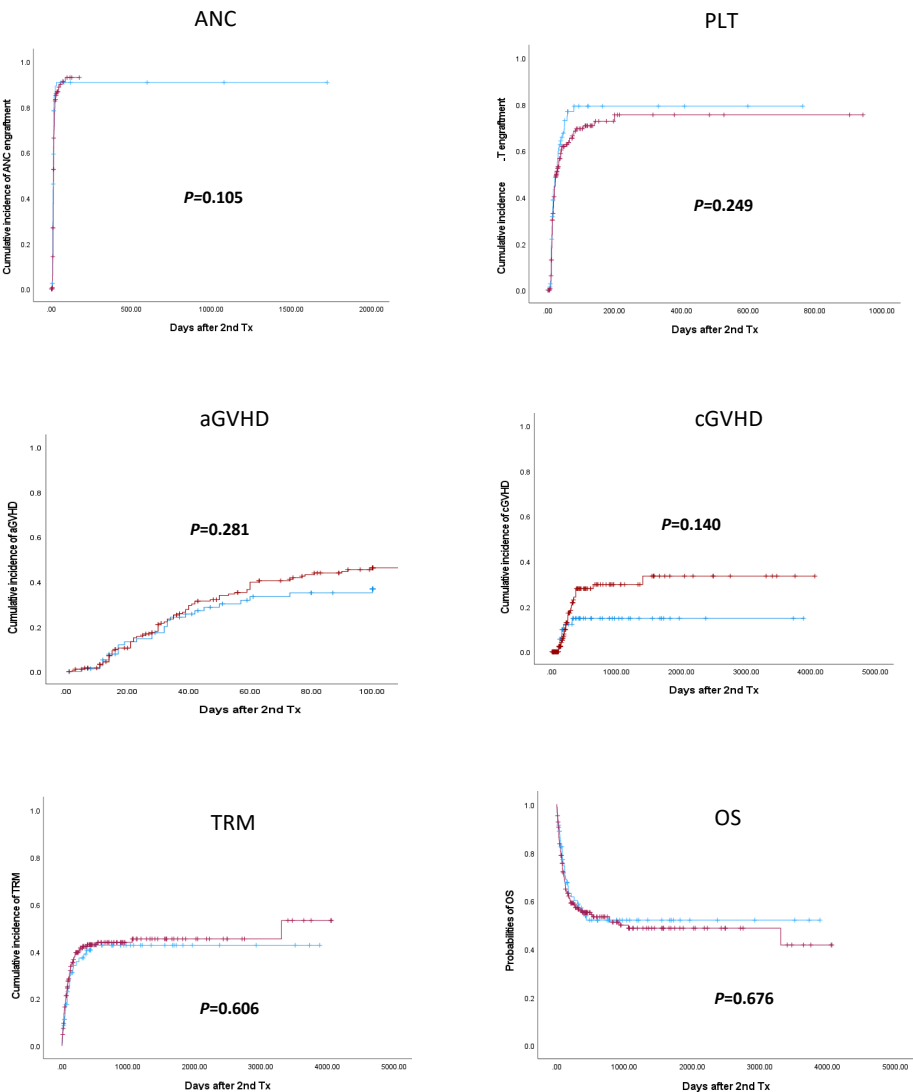 ANC
Cumulative incidence of ANC engraftment
1.0
0.8
0.6
0.4
0.2
0.0
P=0.105
.00 500.00 1000.00 1500.00 2000.00
Days after 2nd Tx
PLT
Cumulative incidence .T engraftment
1.0
0.8
0.6
0.4
0.2
0.0
P=0.249
.00 200.00 400.00 600.00 800.00 1000.00
Days after 2nd Tx
aGVHD
Cumulative incidence of aGVHD
1.0
0.8
0.6
0.4
0.2
0.0
P=0.281
.00 20.00 40.00 60.00 80.00 100.00
Days after 2nd Tx
cGVHD
Cumulative incidence of cGVHD
1.0
0.8
0.6
0.4
0.2
0.0
P=0.140
.00 1000.00 2000.00 3000.00 4000.00 5000.00
Days after 2nd Tx
TRM
Cumulative incidence of TRM
1.0
0.8
0.6
0.4
0.2
0.0
P=0.606
.00 1000.00 2000.00 3000.00 4000.00 5000.00
Days after 2nd Tx
OS
Probabilities of OS
1.0
0.8
0.6
0.4
0.2
0.0
P=0.676
.00 1000.00 2000.00 3000.00 4000.00 5000.00
Days after 2nd Tx